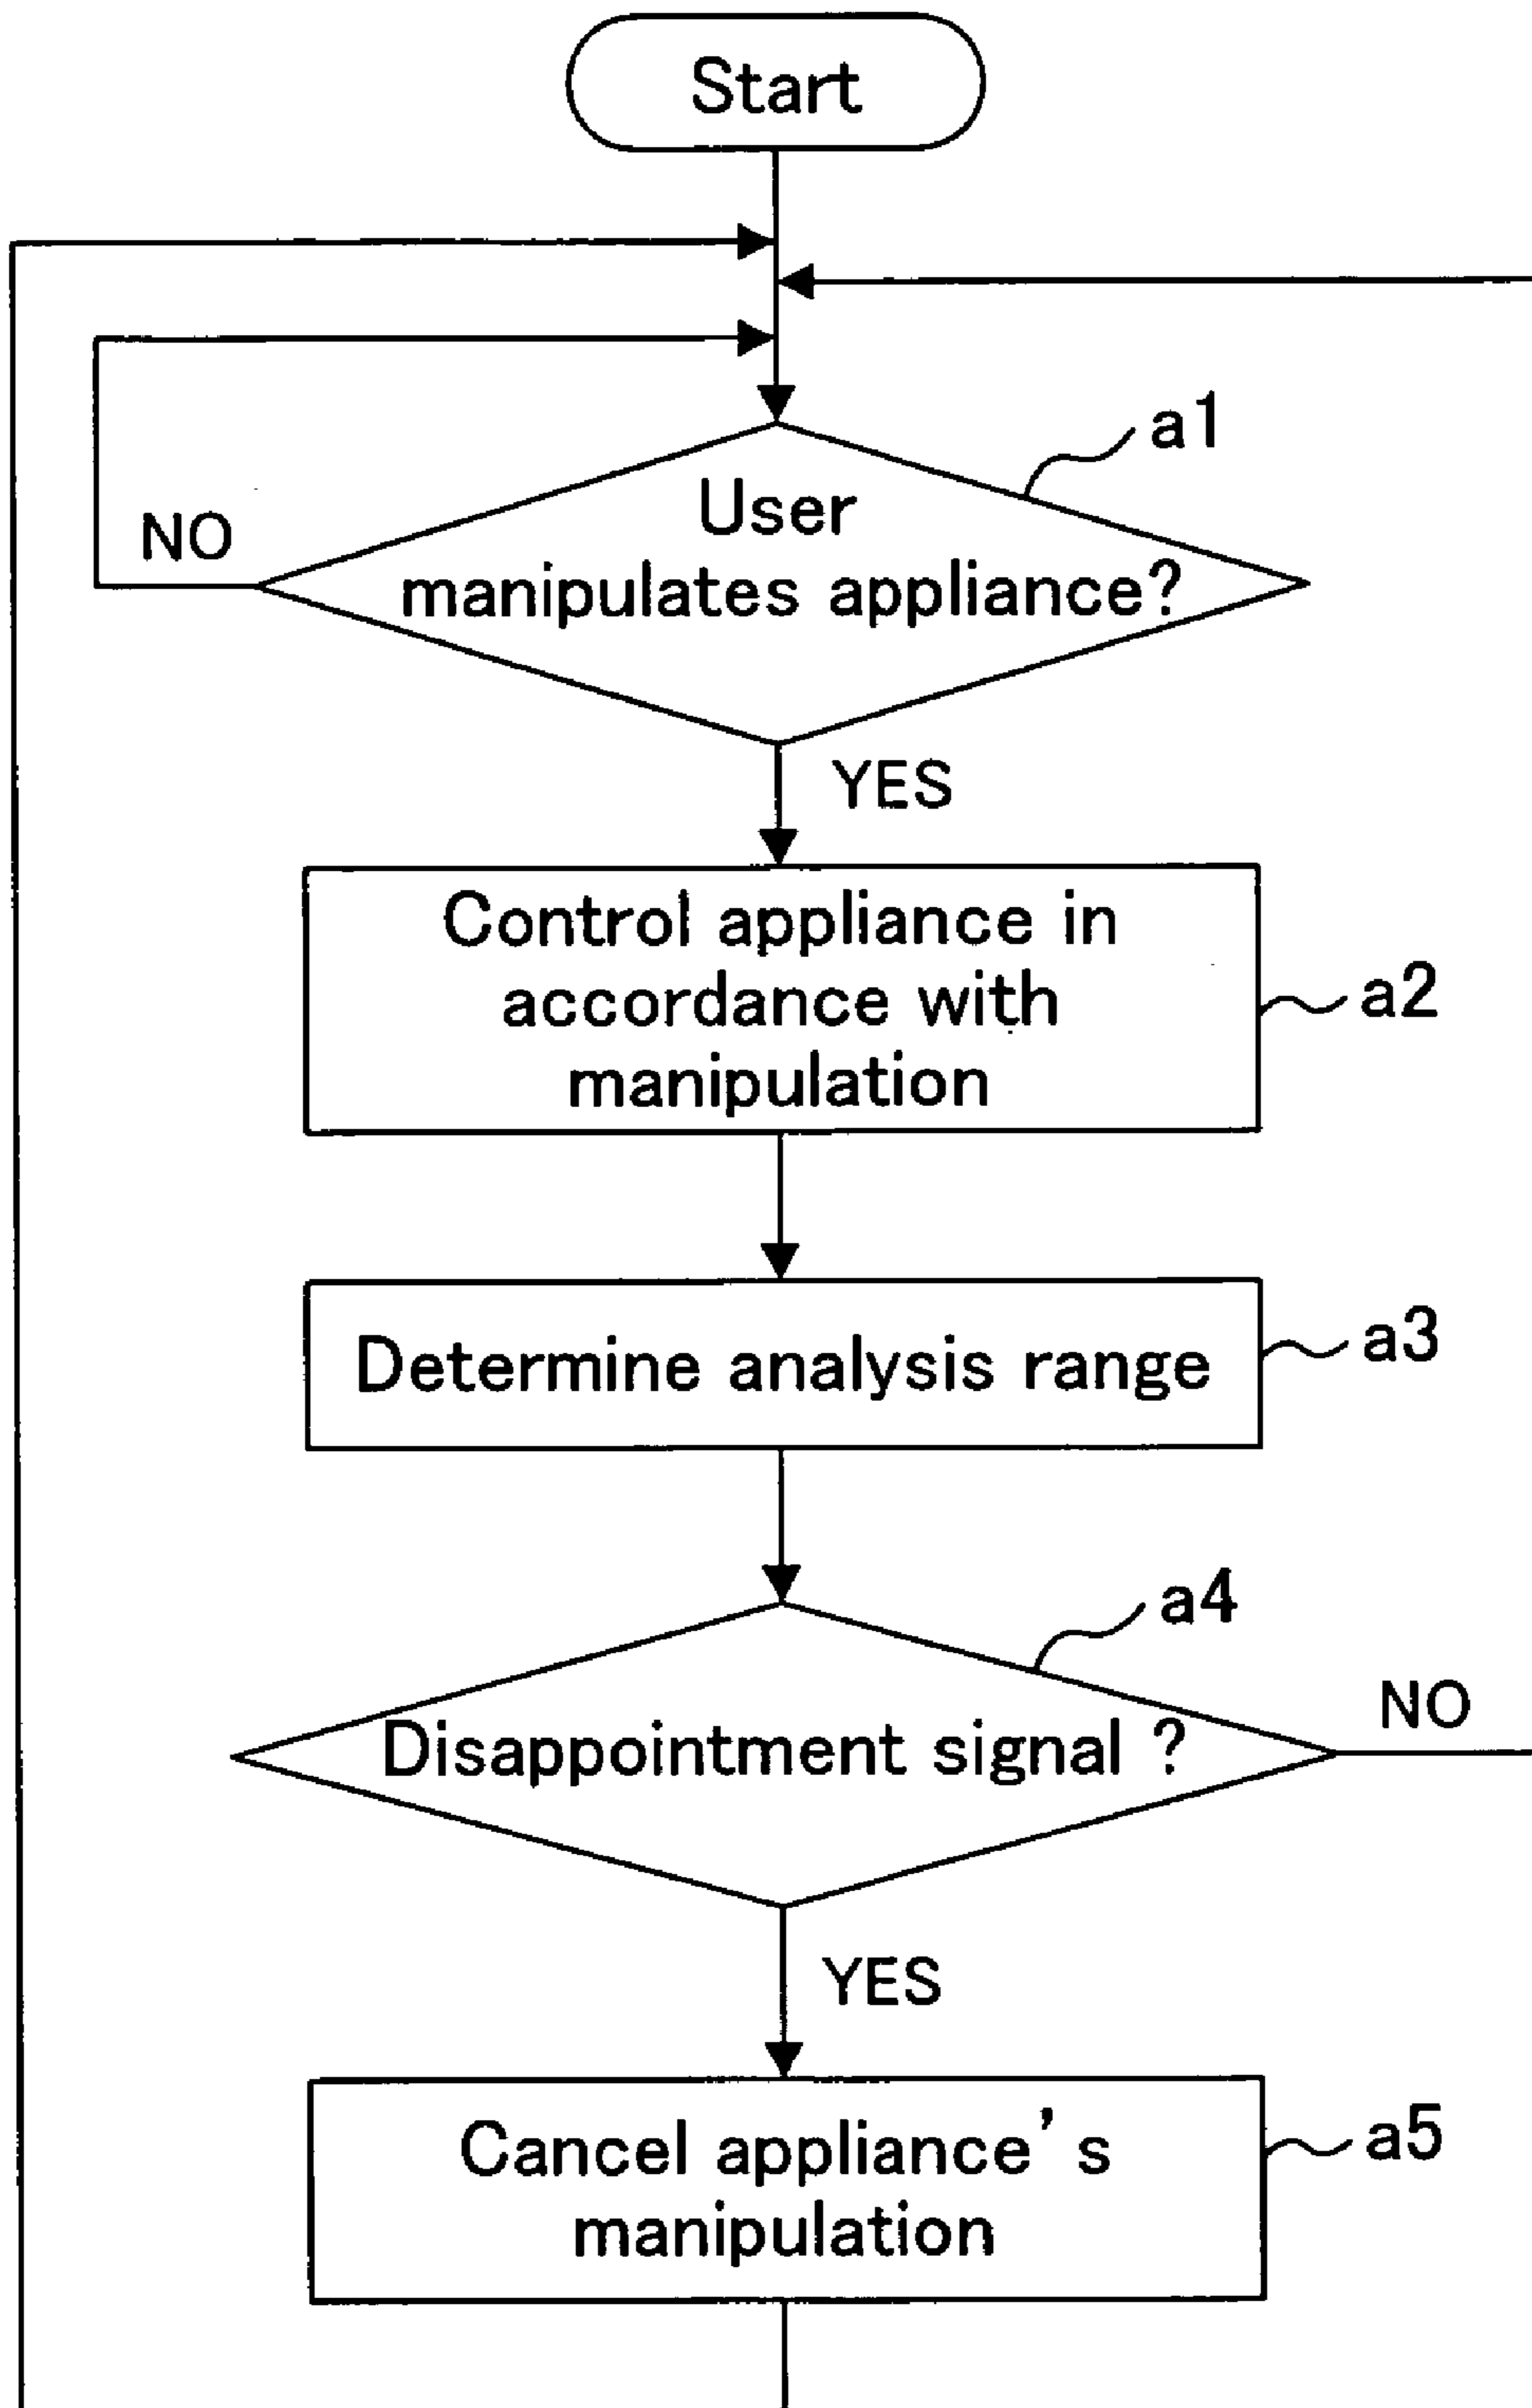 Start
a1
User
manipulates appliance?
NO
YES
Control appliance in
accordance with
manipulation
a2
Determine analysis range
a3
a4
Disappointment signal ?
NO
YES
Cancel appliance's
manipulation
a5